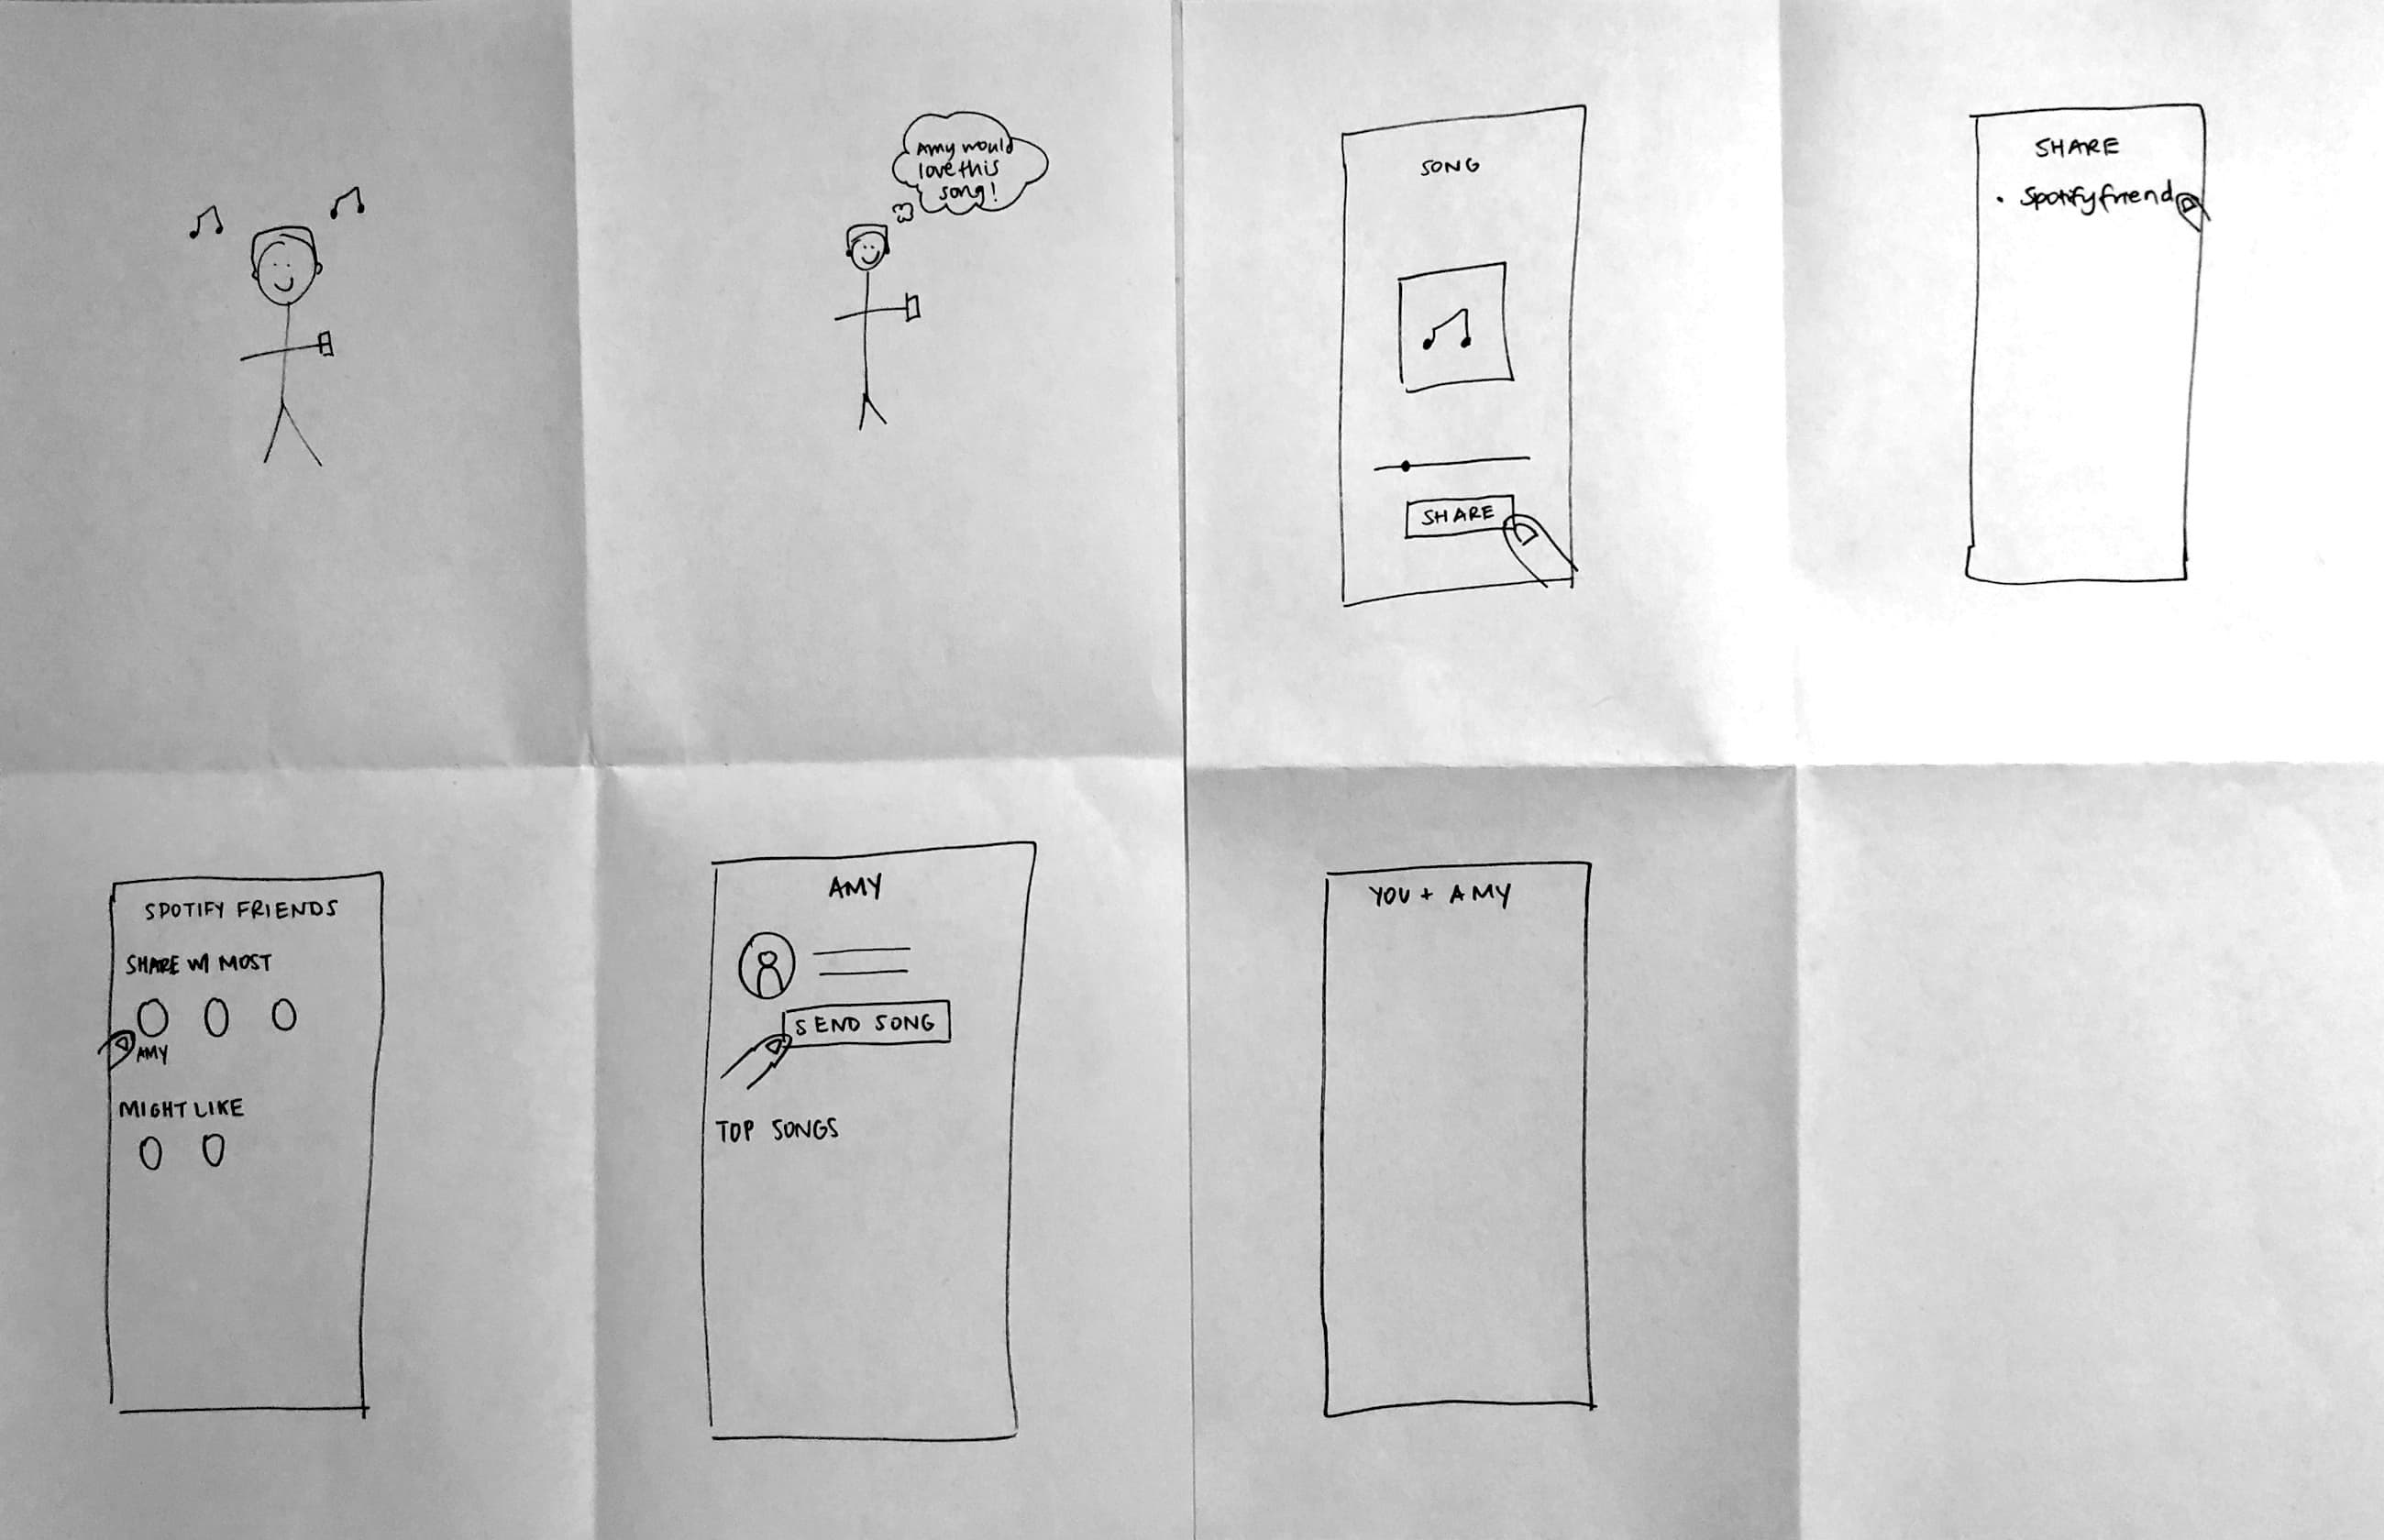 Amy would
love this
song!
SONG
SHARE
SHARE
· Spotify friend
SPOTIFY FRIENDS
SHARE W/ MOST
AMY
MIGHT LIKE
AMY
SEND SONG
TOP SONGS
YOU + AMY